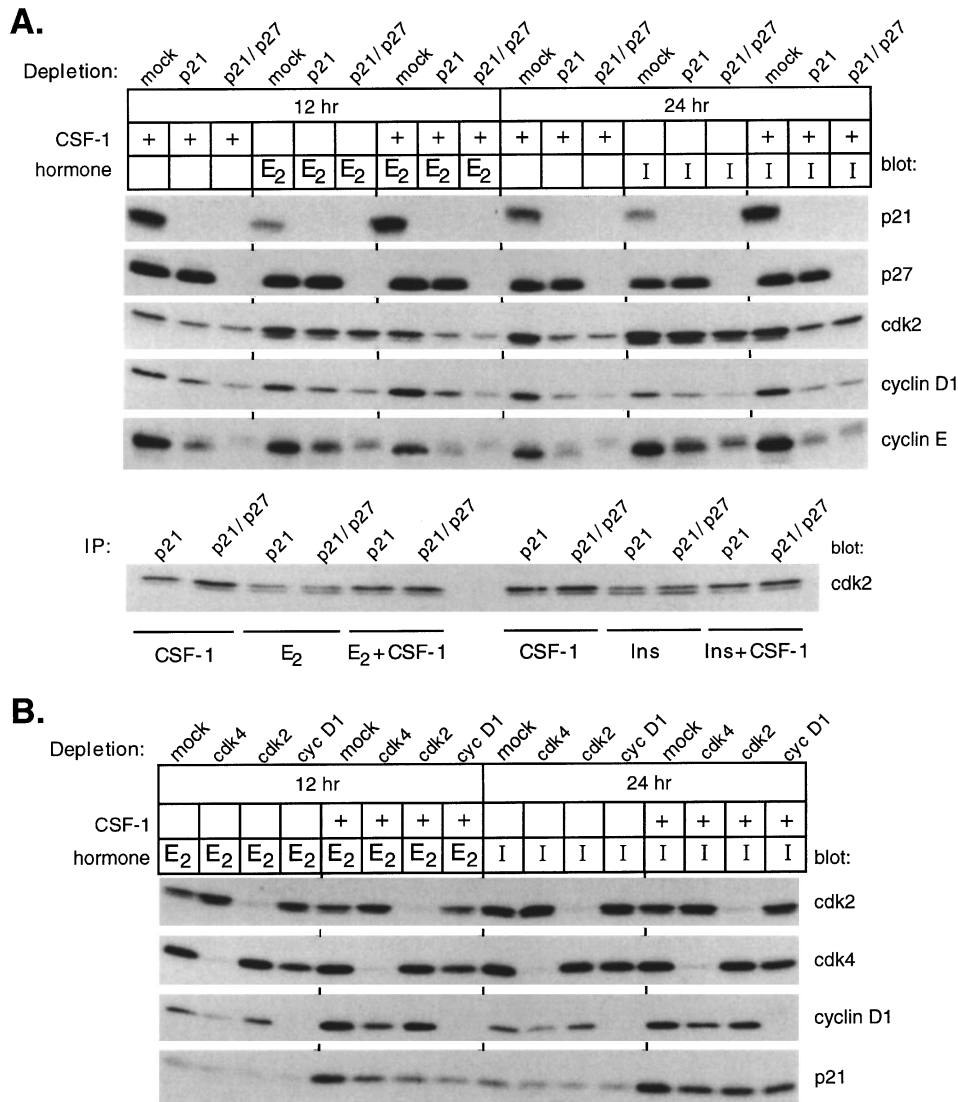 A.
Depletion: mock p21 p21/p27 mock p21 p21/p27 mock p21 p21/p27 mock p21 p21/p27 mock p21 p21/p27 mock p21 p21/p27
12 hr 24 hr
CSF-1 + + + + + + + + + + + +
hormone E2 E2 E2 E2 E2 E2 I I I I I I blot:
p21
p27
cdk2
cyclin D1
cyclin E
IP: p21 p21/p27 p21 p21/p27 p21 p21/p27 p21 p21/p27 p21 p21/p27 p21 p21/p27 blot:
cdk2
CSF-1 E2 E2+CSF-1 CSF-1 Ins Ins+CSF-1
B.
Depletion: mock cdk4 cdk2 cyc D1 mock cdk4 cdk2 cyc D1 mock cdk4 cdk2 cyc D1 mock cdk4 cdk2 cyc D1
12 hr 24 hr
CSF-1 + + + + + + + +
hormone E2 E2 E2 E2 E2 E2 E2 E2 I I I I I I I I blot:
cdk2
cdk4
cyclin D1
p21